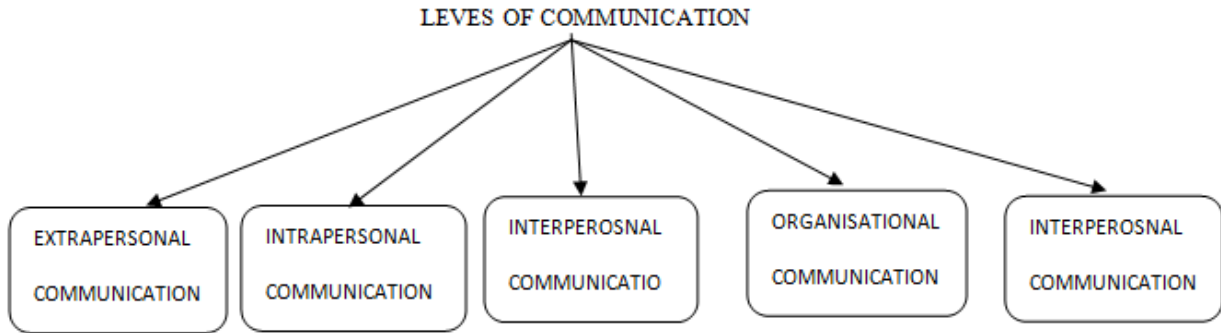 LEVES OF COMMUNICATION
EXTRAPERSONAL
COMMUNICATION
INTRAPERSONAL
COMMUNICATION
INTERPEROSNAL
COMMUNICATIO
ORGANISATIONAL
COMMUNICATION
INTERPEROSNAL
COMMUNICATION